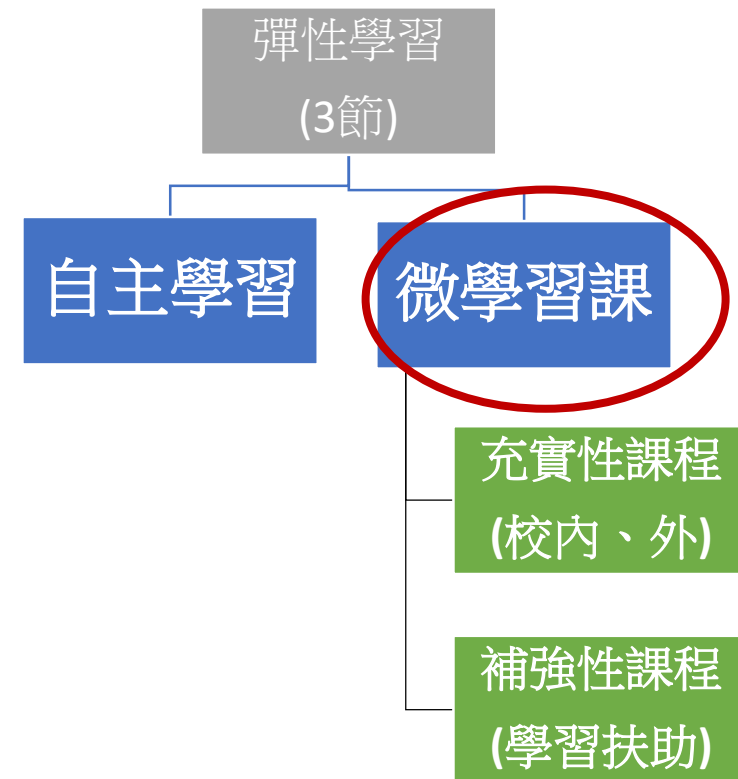 彈性學習
(3節)
自主學習
微學習課
充實性課程
(校內、外)
補強性課程
(學習扶助)